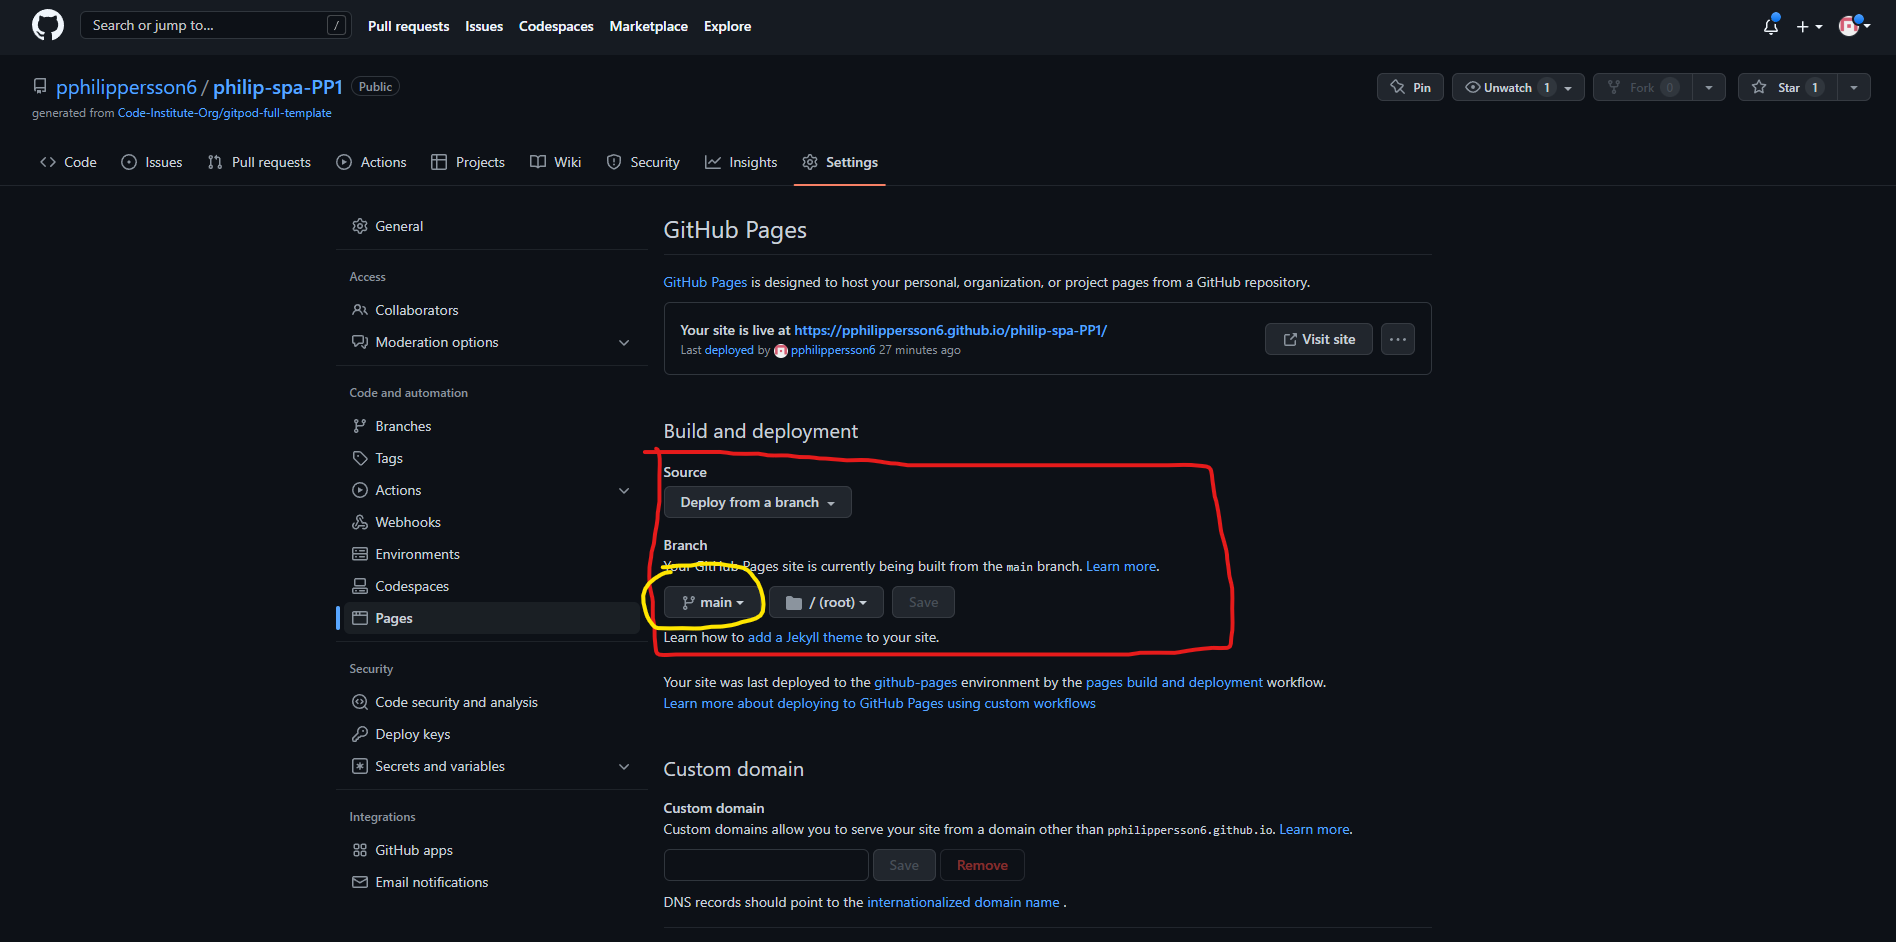 Search or jump to... /
Pull requests Issues Codespaces Marketplace Explore
pphilippersson6 / philip-spa-PP1 Public
Pin Unwatch 1 Fork 0 Star 1
generated from Code-Institute-Org/gitpod-full-template
Code Issues Pull requests Actions Projects Wiki Security Insights Settings
General
Access
Collaborators
Moderation options
Code and automation
Branches
Tags
Actions
Webhooks
Environments
Codespaces
Pages
Security
Code security and analysis
Deploy keys
Secrets and variables
Integrations
GitHub apps
Email notifications
GitHub Pages
GitHub Pages is designed to host your personal, organization, or project pages from a GitHub repository.
Your site is live at https://pphilippersson6.github.io/philip-spa-PP1/
Last deployed by pphilippersson6 27 minutes ago
Visit site ...
Build and deployment
Source
Deploy from a branch
Branch
Your GitHub Pages site is currently being built from the main branch. Learn more.
main / (root) Save
Learn how to add a Jekyll theme to your site.
Your site was last deployed to the github-pages environment by the pages build and deployment workflow.
Learn more about deploying to GitHub Pages using custom workflows
Custom domain
Custom domain
Custom domains allow you to serve your site from a domain other than pphilippersson6.github.io. Learn more.
Save Remove
DNS records should point to the internationalized domain name .